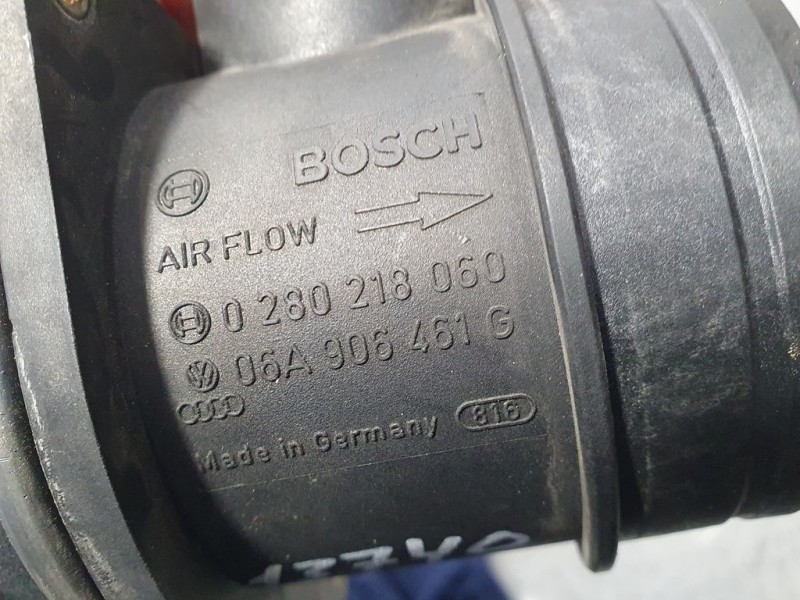 BOSCH
AIR FLOW
0 280 218 060
06A 906 461 G
Made in Germany 816